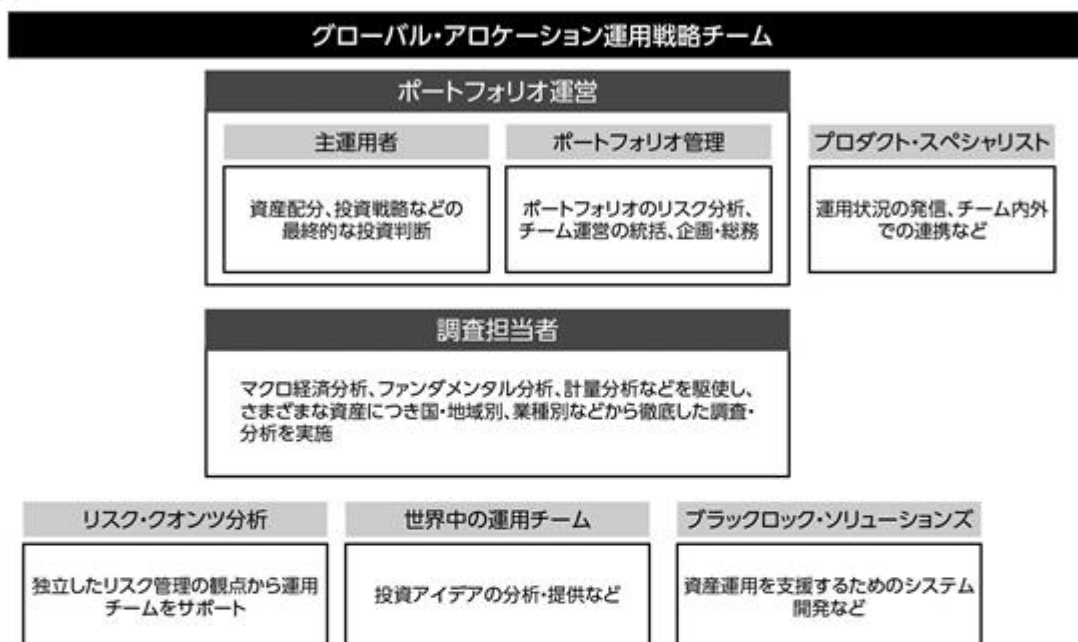 グローバル・アロケーション運用戦略チーム
ポートフォリオ運営
主運用者
資産配分、投資戦略などの
最終的な投資判断
ポートフォリオ管理
ポートフォリオのリスク分析、
チーム運営の統括、企画・総務
プロダクト・スペシャリスト
運用状況の発信、チーム内外
での連携など
調査担当者
マクロ経済分析、ファンダメンタル分析、計量分析などを駆使し、
さまざまな資産につき国・地域別、業種別などから徹底した調査・
分析を実施
リスク・クオンツ分析
独立したリスク管理の観点から運用
チームをサポート
世界中の運用チーム
投資アイデアの分析・提供など
ブラックロック・ソリューションズ
資産運用を支援するためのシステム
開発など